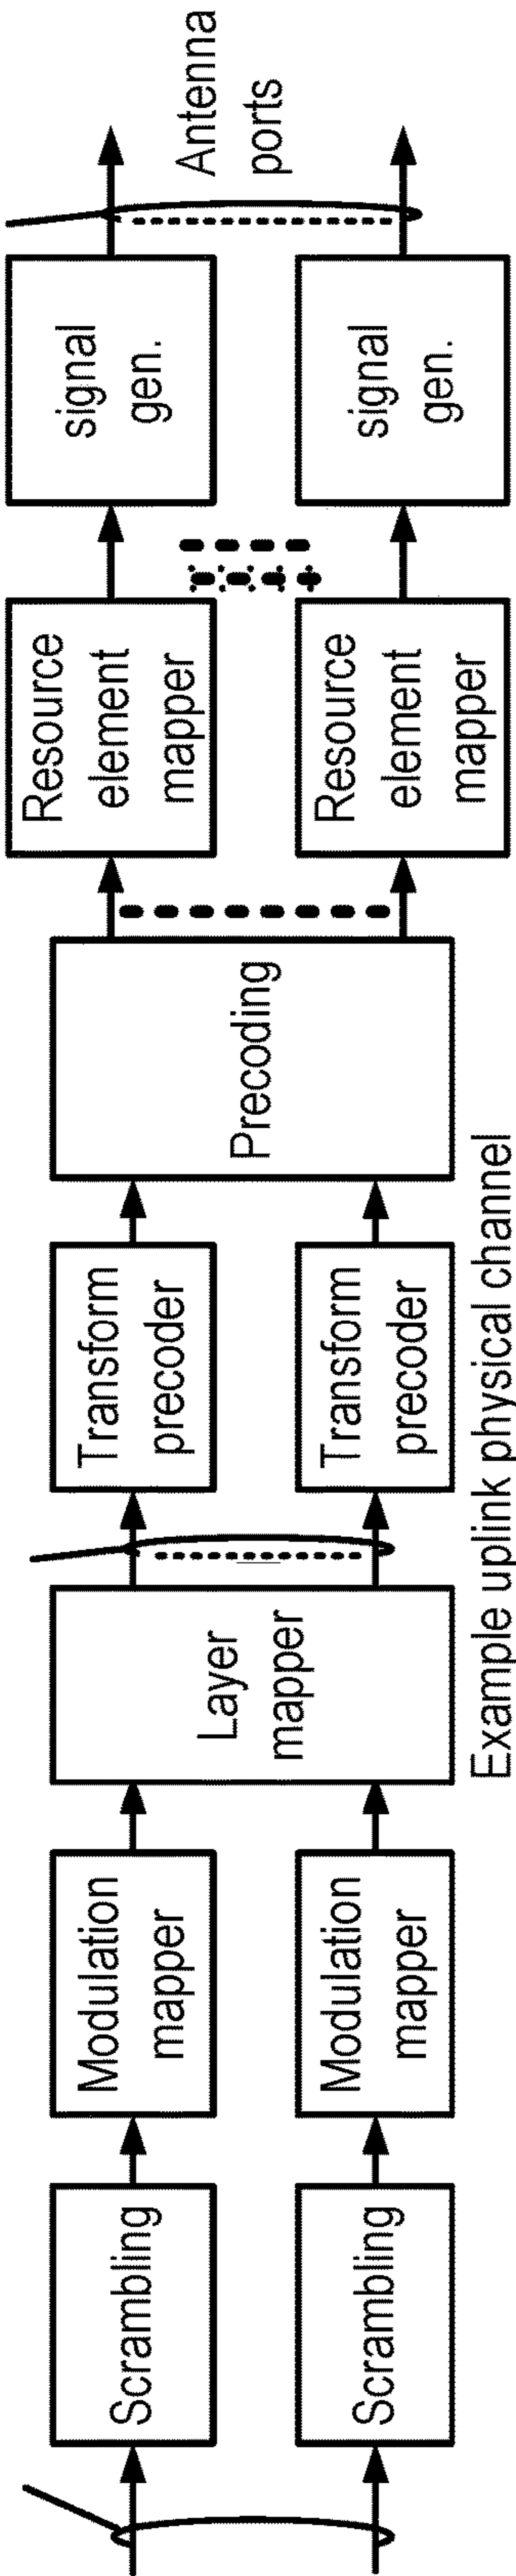 Scrambling
Modulation
mapper
Layer
mapper
Transform
precoder
Precoding
Resource
element
mapper
signal
gen.
Antenna
ports
Scrambling
Modulation
mapper
Transform
precoder
Resource
element
mapper
signal
gen.
Example uplink physical channel